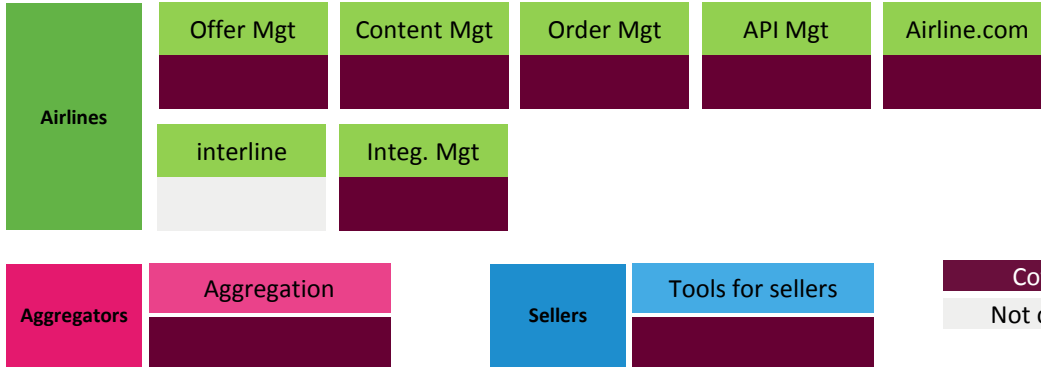 Offer Mgt
Content Mgt
Order Mgt
API Mgt
Airline.com
Airlines
interline
Integ. Mgt
Aggregators
Aggregation
Sellers
Tools for sellers
Not